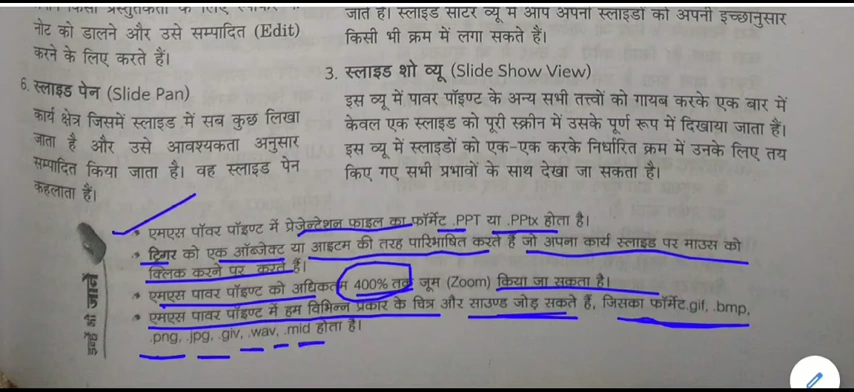 नोट को डालने और उसे सम्पादित (Edit)
करने के लिए करते हैं।
6. स्लाइड पेन (Slide Pan)
कार्य क्षेत्र जिसमें स्लाइड में सब कुछ लिखा
जाता है और उसे आवश्यकता अनुसार
सम्पादित किया जाता है। वह स्लाइड पेन
कहलाता हैं।
जाते हैं। स्लाइड सार्टर व्यू में आप अपनी स्लाइडों को अपनी इच्छानुसार
किसी भी क्रम में लगा सकते हैं।
3. स्लाइड शो व्यू (Slide Show View)
इस व्यू में पावर पॉइण्ट के अन्य सभी तत्त्वों को गायब करके एक बार में
केवल एक स्लाइड को पूरी स्क्रीन में उसके पूर्ण रूप में दिखाया जाता हैं।
इस व्यू में स्लाइडों को एक-एक करके निर्धारित क्रम में उनके लिए तय
किए गए सभी प्रभावों के साथ देखा जा सकता है।
इन्हें भी जानें
• एमएस पॉवर पॉइण्ट में प्रेजेन्टेशन फाइल का फॉर्मेट .PPT या .PPtx होता है।
• ट्रिगर को एक ऑब्जेक्ट या आइटम की तरह पारिभाषित करते हैं जो अपना कार्य स्लाइड पर माउस को
क्लिक करने पर करते हैं।
• एमएस पावर पॉइण्ट को अधिकतम 400% तक जूम (Zoom) किया जा सकता है।
• एमएस पावर पॉइण्ट में हम विभिन्न प्रकार के चित्र और साउण्ड जोड़ सकते हैं, जिसका फॉर्मेट.gif, .bmp,
.png, .jpg, .giv, .wav, .mid होता है।